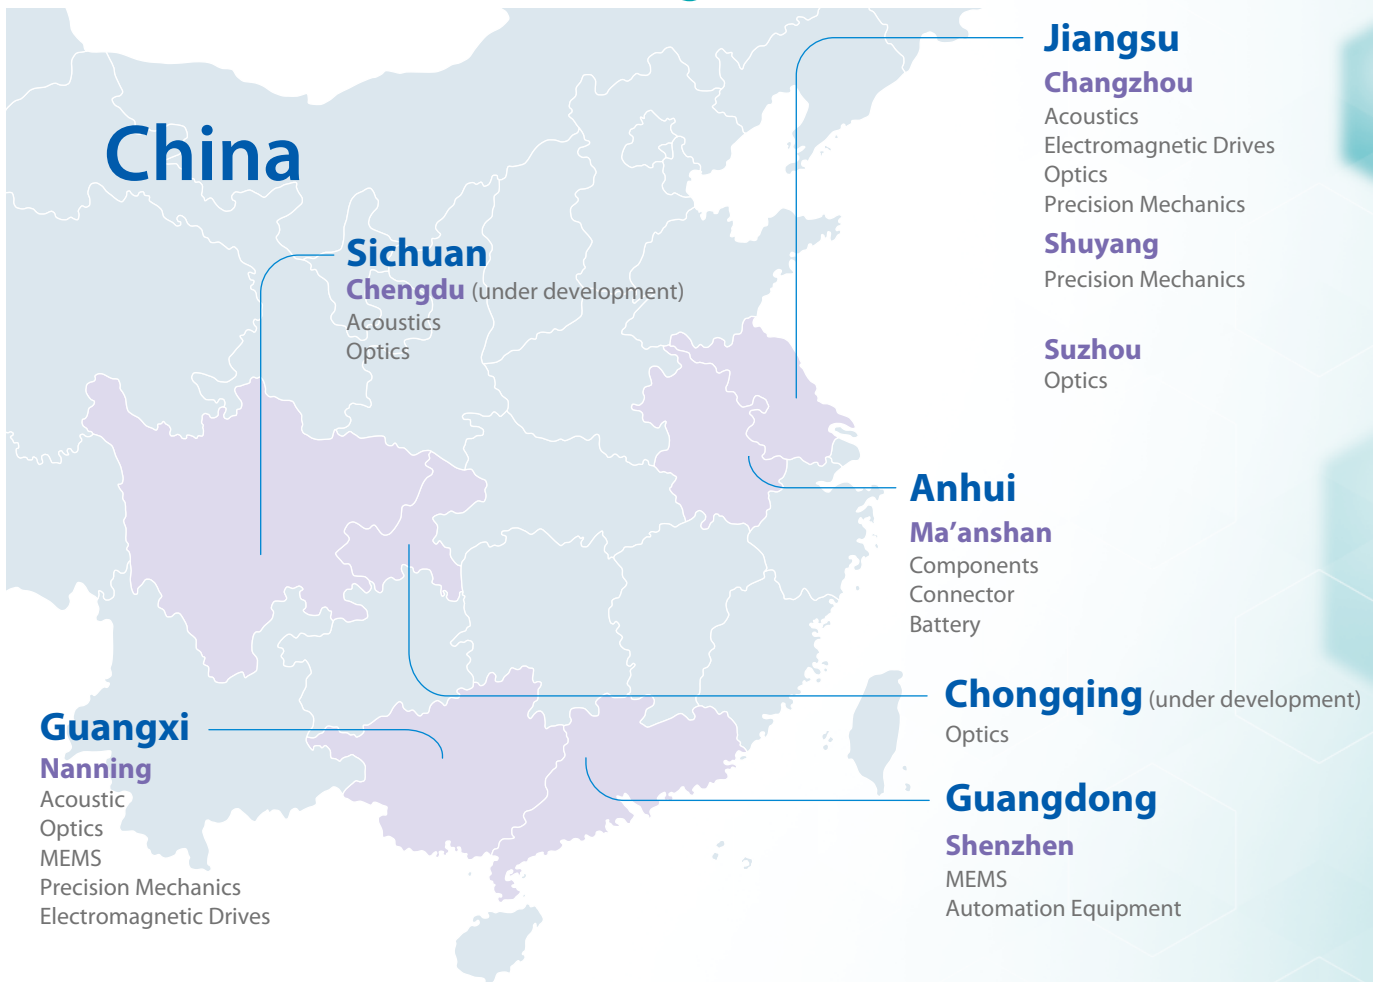 China
Jiangsu
Changzhou
Acoustics
Electromagnetic Drives
Optics
Precision Mechanics
Shuyang
Precision Mechanics
Suzhou
Optics
Sichuan
Chengdu (under development)
Acoustics
Optics
Anhui
Ma’anshan
Components
Connector
Battery
Chongqing (under development)
Optics
Guangxi
Nanning
Acoustic
Optics
MEMS
Precision Mechanics
Electromagnetic Drives
Guangdong
Shenzhen
MEMS
Automation Equipment